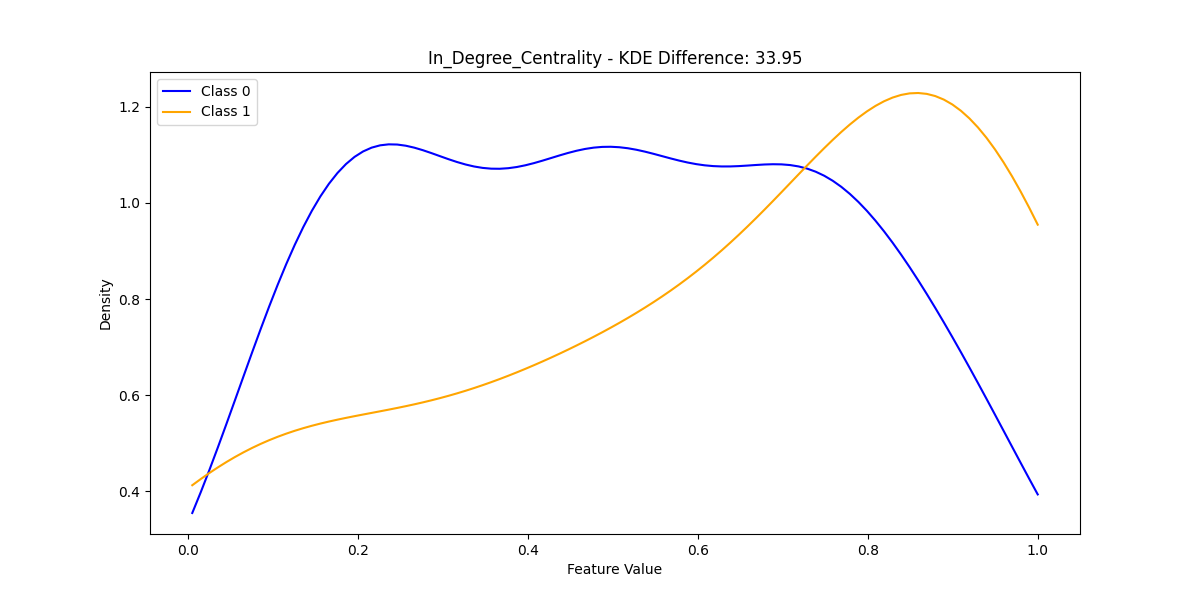 In_Degree_Centrality - KDE Difference: 33.95
Class 0
Class 1
Density
1.2
1.0
0.8
0.6
0.4
0.0 0.2 0.4 0.6 0.8 1.0
Feature Value